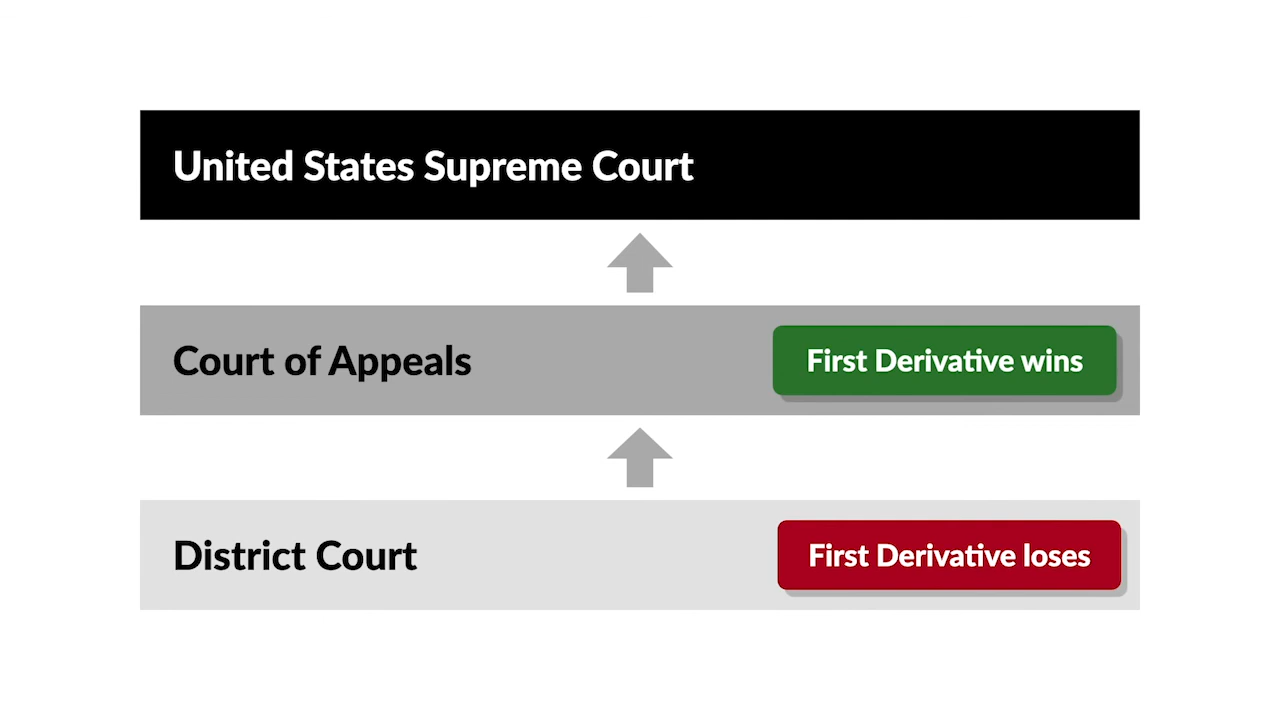 United States Supreme Court
Court of Appeals
First Derivative wins
District Court
First Derivative loses